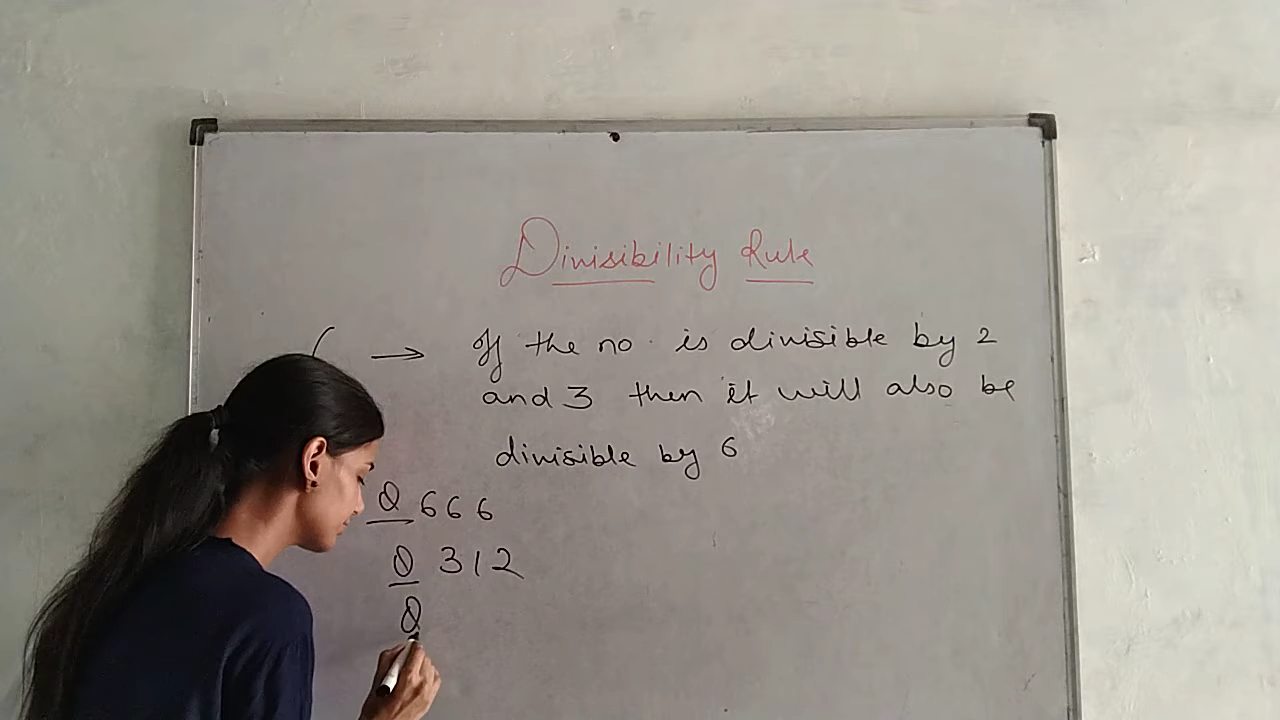 Divisibility Rule
→ If the no. is divisible by 2
and 3 then it will also be
divisible by 6
Q 666
Q 312
Q